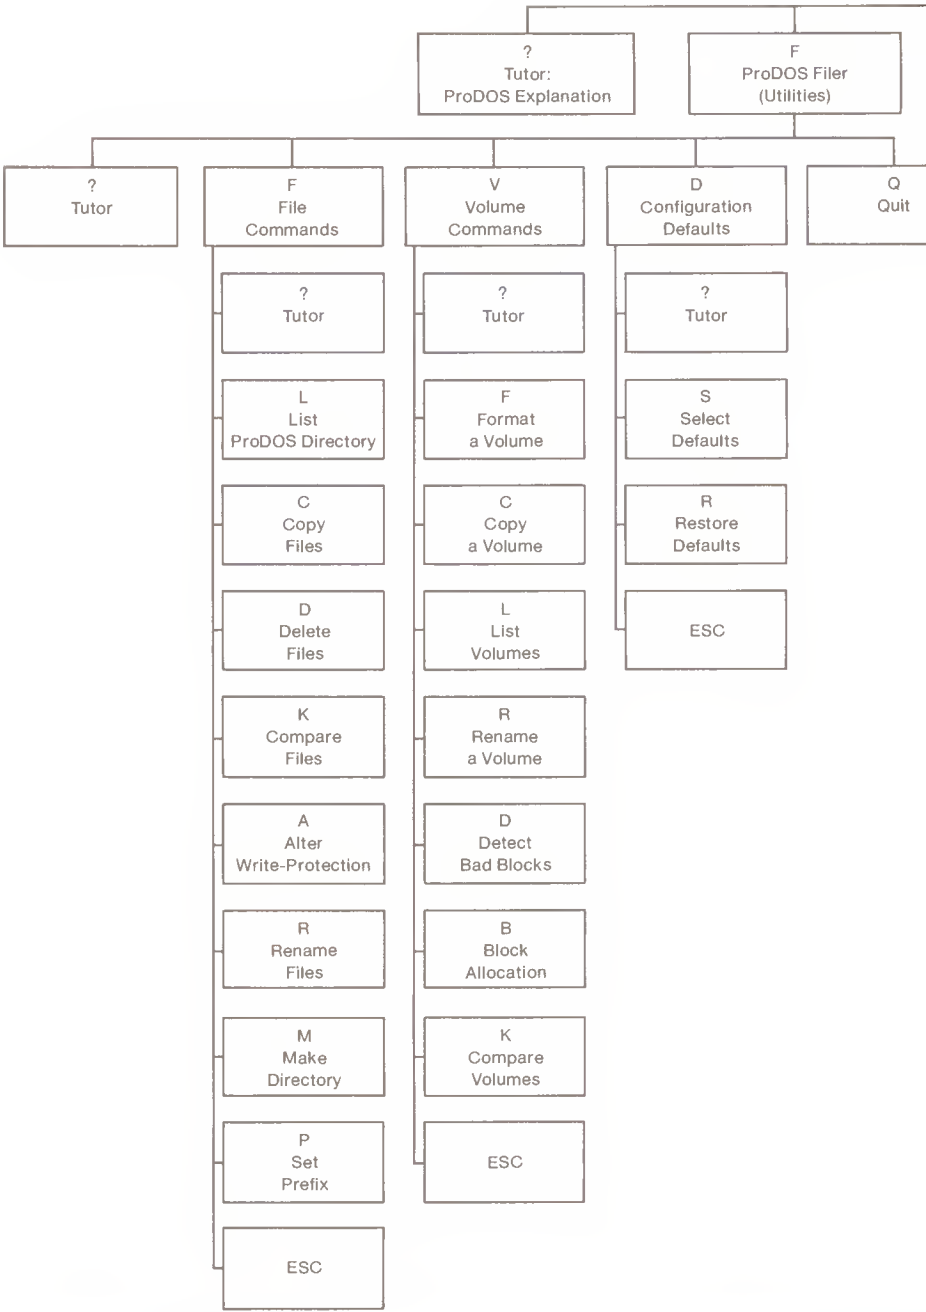 ?
Tutor:
ProDOS Explanation
F
ProDOS Filer
(Utilities)
?
Tutor
F
File
Commands
V
Volume
Commands
D
Configuration
Defaults
Q
Quit
?
Tutor
L
List
ProDOS Directory
C
Copy
Files
D
Delete
Files
K
Compare
Files
A
Alter
Write-Protection
R
Rename
Files
M
Make
Directory
P
Set
Prefix
ESC
?
Tutor
F
Format
a Volume
C
Copy
a Volume
L
List
Volumes
R
Rename
a Volume
D
Detect
Bad Blocks
B
Block
Allocation
K
Compare
Volumes
ESC
?
Tutor
S
Select
Defaults
R
Restore
Defaults
ESC